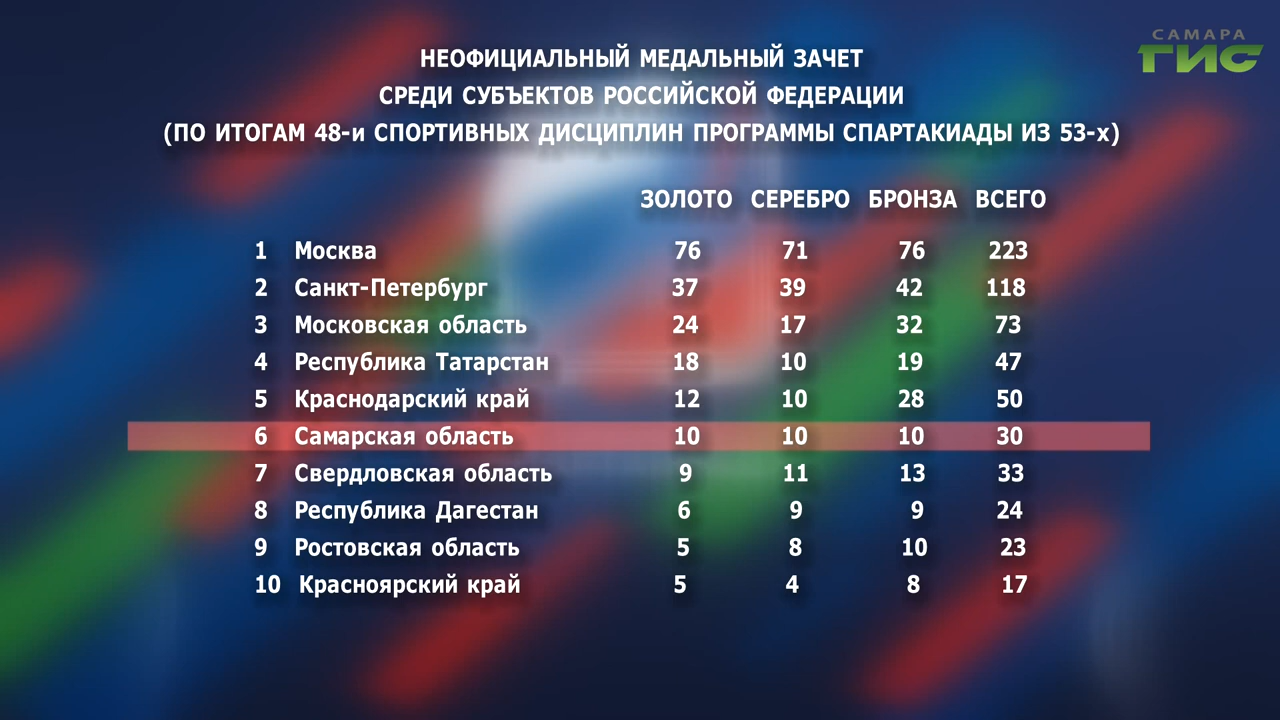 САМАРА
ГИС
НЕОФИЦИАЛЬНЫЙ МЕДАЛЬНЫЙ ЗАЧЕТ
СРЕДИ СУБЪЕКТОВ РОССИЙСКОЙ ФЕДЕРАЦИИ
(ПО ИТОГАМ 48-и СПОРТИВНЫХ ДИСЦИПЛИН ПРОГРАММЫ СПАРТАКИАДЫ ИЗ 53-х)
ЗОЛОТО СЕРЕБРО БРОНЗА ВСЕГО
1 Москва 76 71 76 223
2 Санкт-Петербург 37 39 42 118
3 Московская область 24 17 32 73
4 Республика Татарстан 18 10 19 47
5 Краснодарский край 12 10 28 50
6 Самарская область 10 10 10 30
7 Свердловская область 9 11 13 33
8 Республика Дагестан 6 9 9 24
9 Ростовская область 5 8 10 23
10 Красноярский край 5 4 8 17